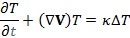 ∂T/∂t + (∇𝐕)T = κΔT